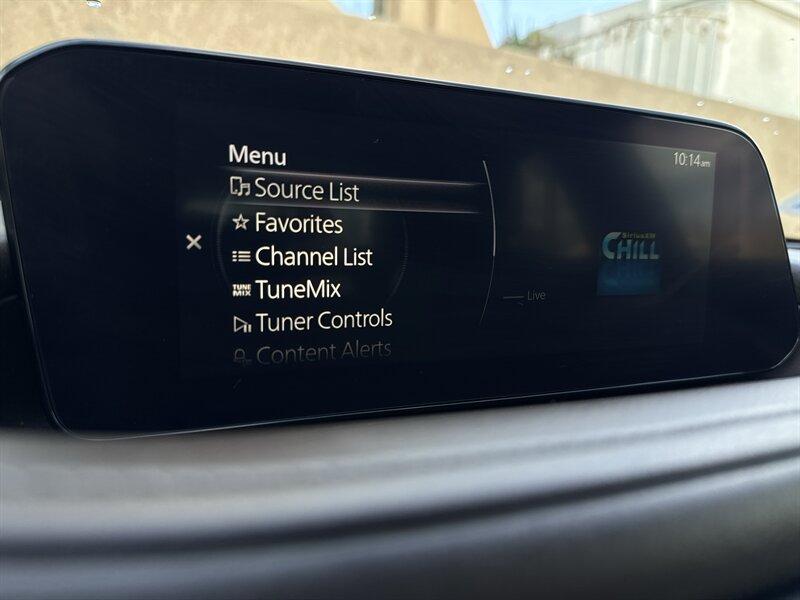 Menu
10:14am
Source List
Favorites
Channel List
TUNE MIX TuneMix
Tuner Controls
Content Alerts
SiriusXM
CHILL
Live